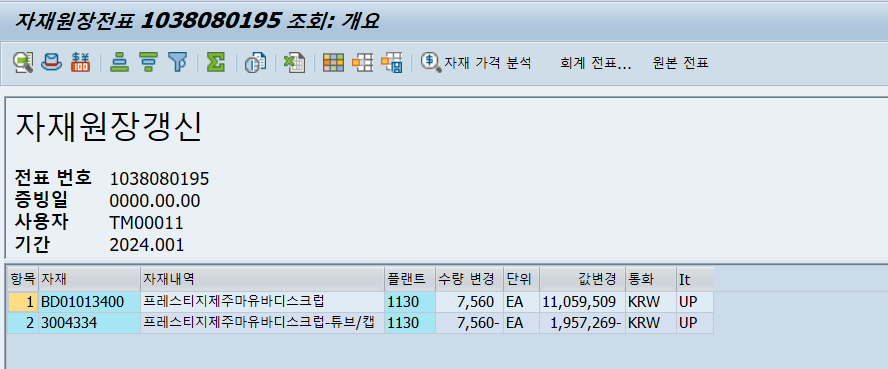 자재원장전표 1038080195 조회: 개요
자재 가격 분석 회계 전표... 원본 전표
자재원장갱신
전표 번호 1038080195
증빙일 0000.00.00
사용자 TM00011
기간 2024.001
항목 자재 자재내역 플랜트 수량 변경 단위 값변경 통화 It
1 BD01013400 프레스티지제주마유바디스크럽 1130 7,560 EA 11,059,509 KRW UP
2 3004334 프레스티지제주마유바디스크럽-튜브/캡 1130 7,560- EA 1,957,269- KRW UP